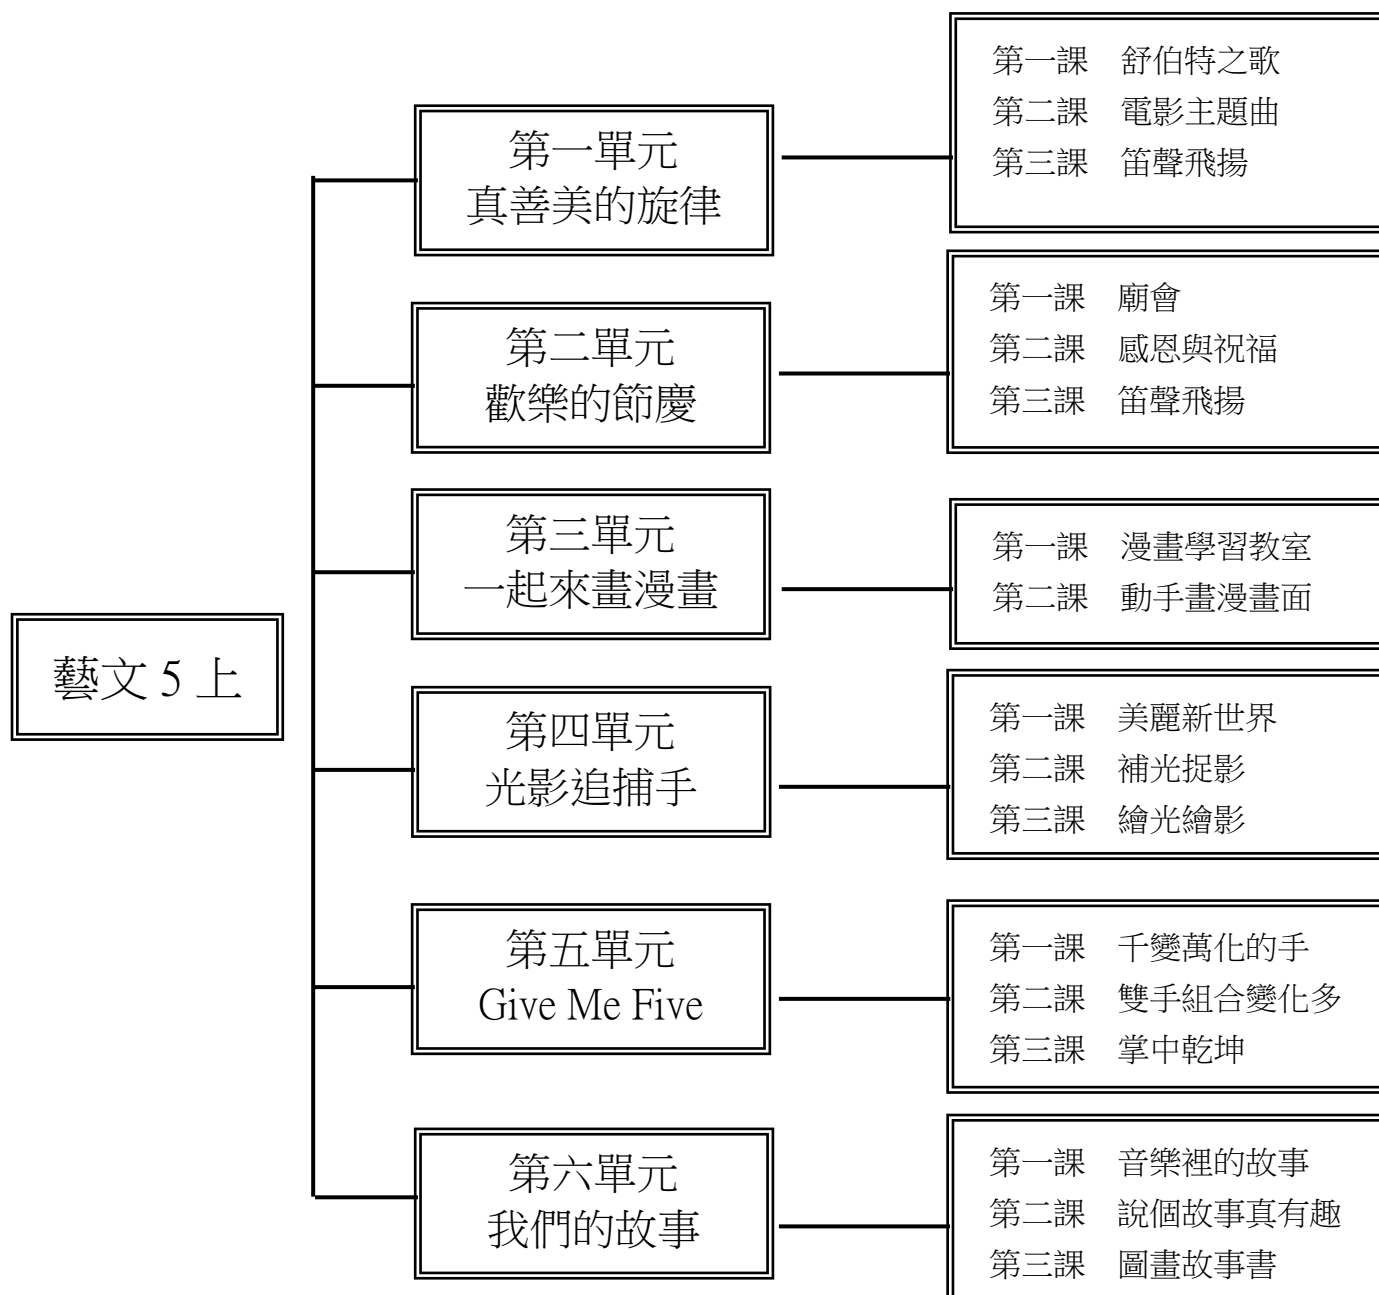 藝文 5 上
第一單元
真善美的旋律
第一課　舒伯特之歌
第二課　電影主題曲
第三課　笛聲飛揚
第二單元
歡樂的節慶
第一課　廟會
第二課　感恩與祝福
第三課　笛聲飛揚
第三單元
一起來畫漫畫
第一課　漫畫學習教室
第二課　動手畫漫畫面
第四單元
光影追捕手
第一課　美麗新世界
第二課　補光捉影
第三課　繪光繪影
第五單元
Give Me Five
第一課　千變萬化的手
第二課　雙手組合變化多
第三課　掌中乾坤
第六單元
我們的故事
第一課　音樂裡的故事
第二課　說個故事真有趣
第三課　圖畫故事書